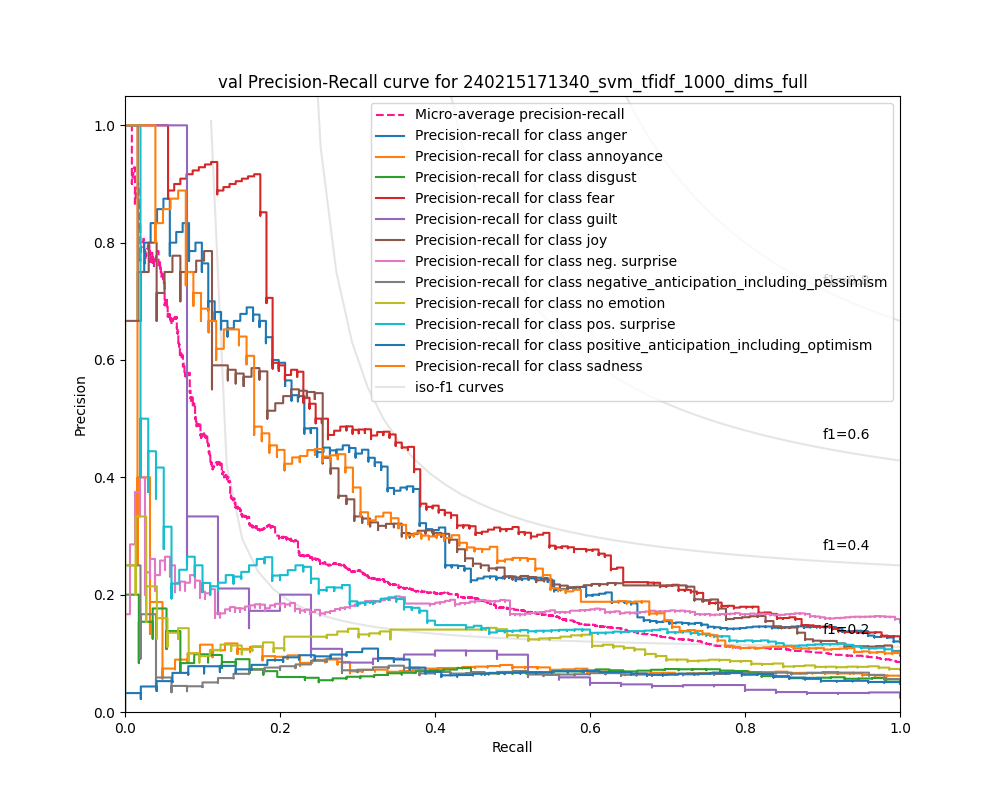 val Precision-Recall curve for 240215171340_svm_tfidf_1000_dims_full
Micro-average precision-recall
Precision-recall for class anger
Precision-recall for class annoyance
Precision-recall for class disgust
Precision-recall for class fear
Precision-recall for class guilt
Precision-recall for class joy
Precision-recall for class neg. surprise
Precision-recall for class negative_anticipation_including_pessimism
Precision-recall for class no emotion
Precision-recall for class pos. surprise
Precision-recall for class positive_anticipation_including_optimism
Precision-recall for class sadness
iso-f1 curves
f1=0.8
f1=0.6
f1=0.4
f1=0.2
1.0
0.8
0.6
0.4
0.2
0.0
Precision
0.0 0.2 0.4 0.6 0.8 1.0
Recall